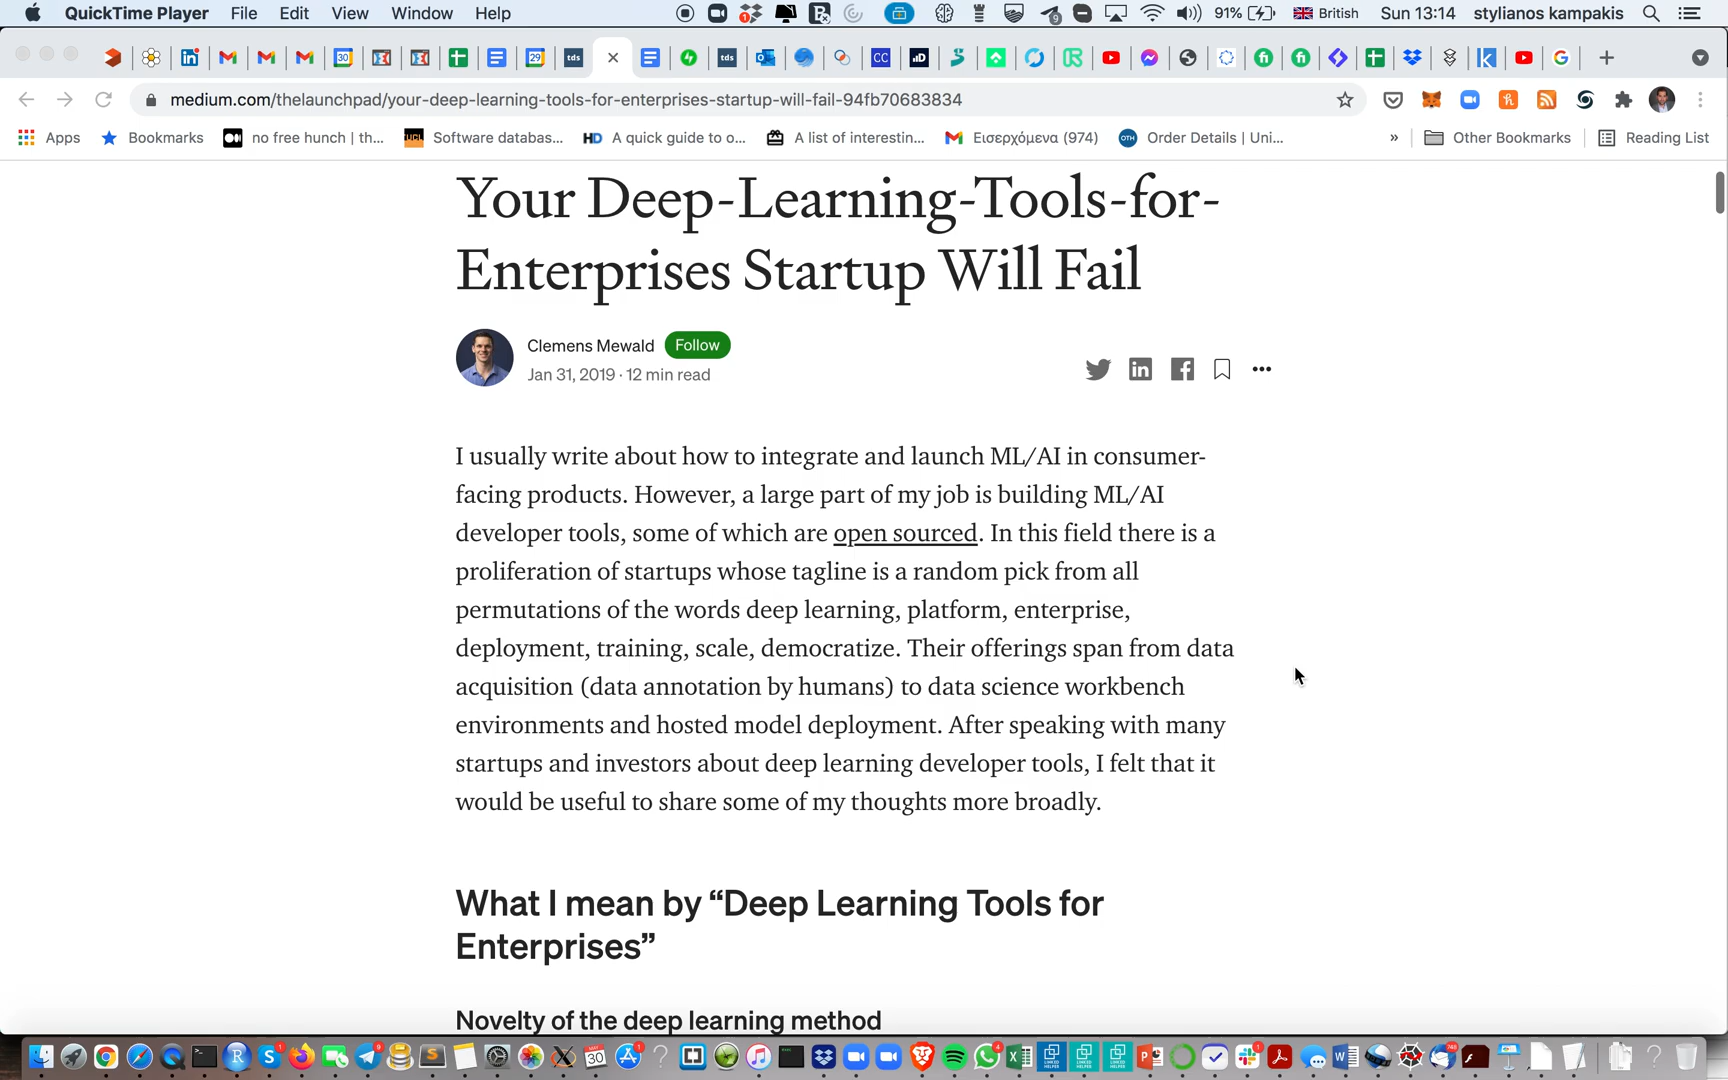 QuickTime Player File Edit View Window Help 91% British Sun 13:14 stylianos kampakis
medium.com/thelaunchpad/your-deep-learning-tools-for-enterprises-startup-will-fail-94fb70683834
Apps Bookmarks no free hunch | th... Software databas... A quick guide to o... A list of interestin... Εισερχόμενα (974) Order Details | Uni... » Other Bookmarks Reading List
Your Deep-Learning-Tools-for-
Enterprises Startup Will Fail
Clemens Mewald Follow
Jan 31, 2019 · 12 min read
I usually write about how to integrate and launch ML/AI in consumer-
facing products. However, a large part of my job is building ML/AI
developer tools, some of which are open sourced. In this field there is a
proliferation of startups whose tagline is a random pick from all
permutations of the words deep learning, platform, enterprise,
deployment, training, scale, democratize. Their offerings span from data
acquisition (data annotation by humans) to data science workbench
environments and hosted model deployment. After speaking with many
startups and investors about deep learning developer tools, I felt that it
would be useful to share some of my thoughts more broadly.
What I mean by “Deep Learning Tools for
Enterprises”
Novelty of the deep learning method